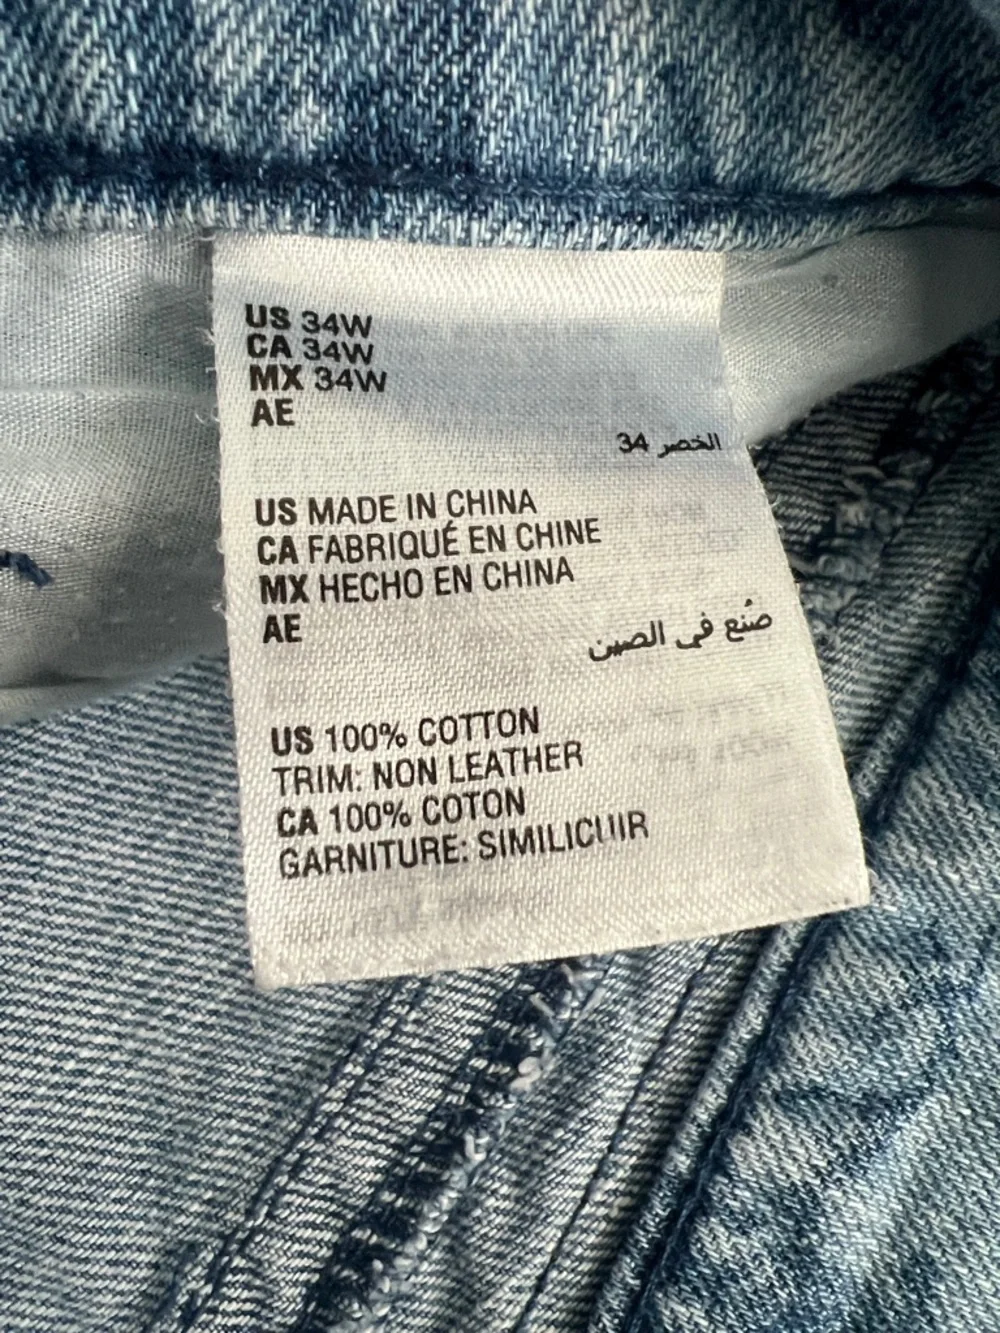 US 34W
CA 34W
MX 34W
AE
الخصر 34
US MADE IN CHINA
CA FABRIQUÉ EN CHINE
MX HECHO EN CHINA
AE
صُنع في الصين
US 100% COTTON
TRIM: NON LEATHER
CA 100% COTON
GARNITURE: SIMILICUIR